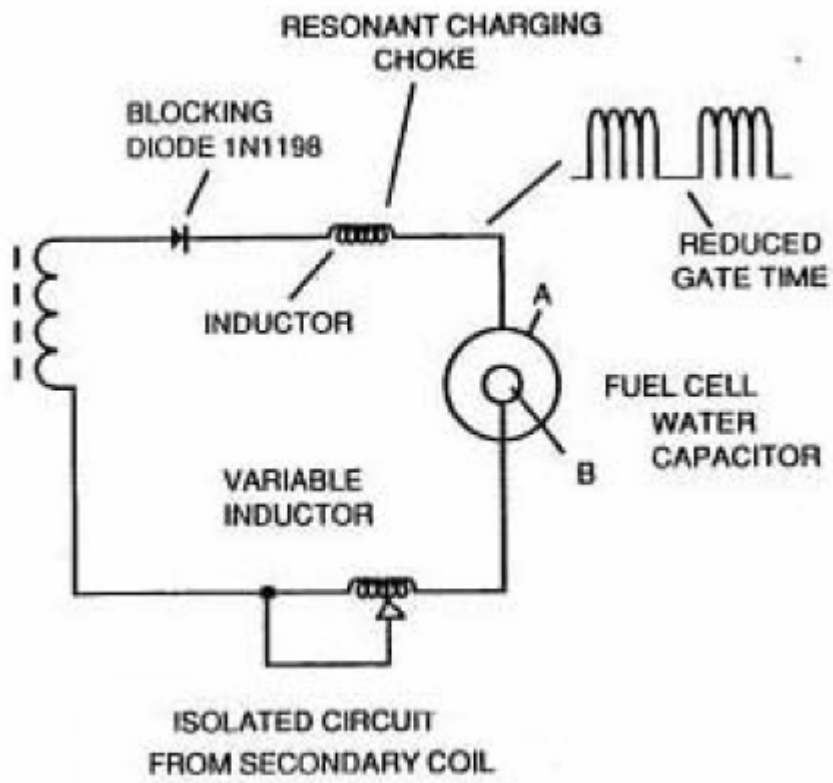 RESONANT CHARGING
CHOKE
BLOCKING
DIODE 1N1198
REDUCED
GATE TIME
INDUCTOR
A
FUEL CELL
WATER
CAPACITOR
B
VARIABLE
INDUCTOR
ISOLATED CIRCUIT
FROM SECONDARY COIL